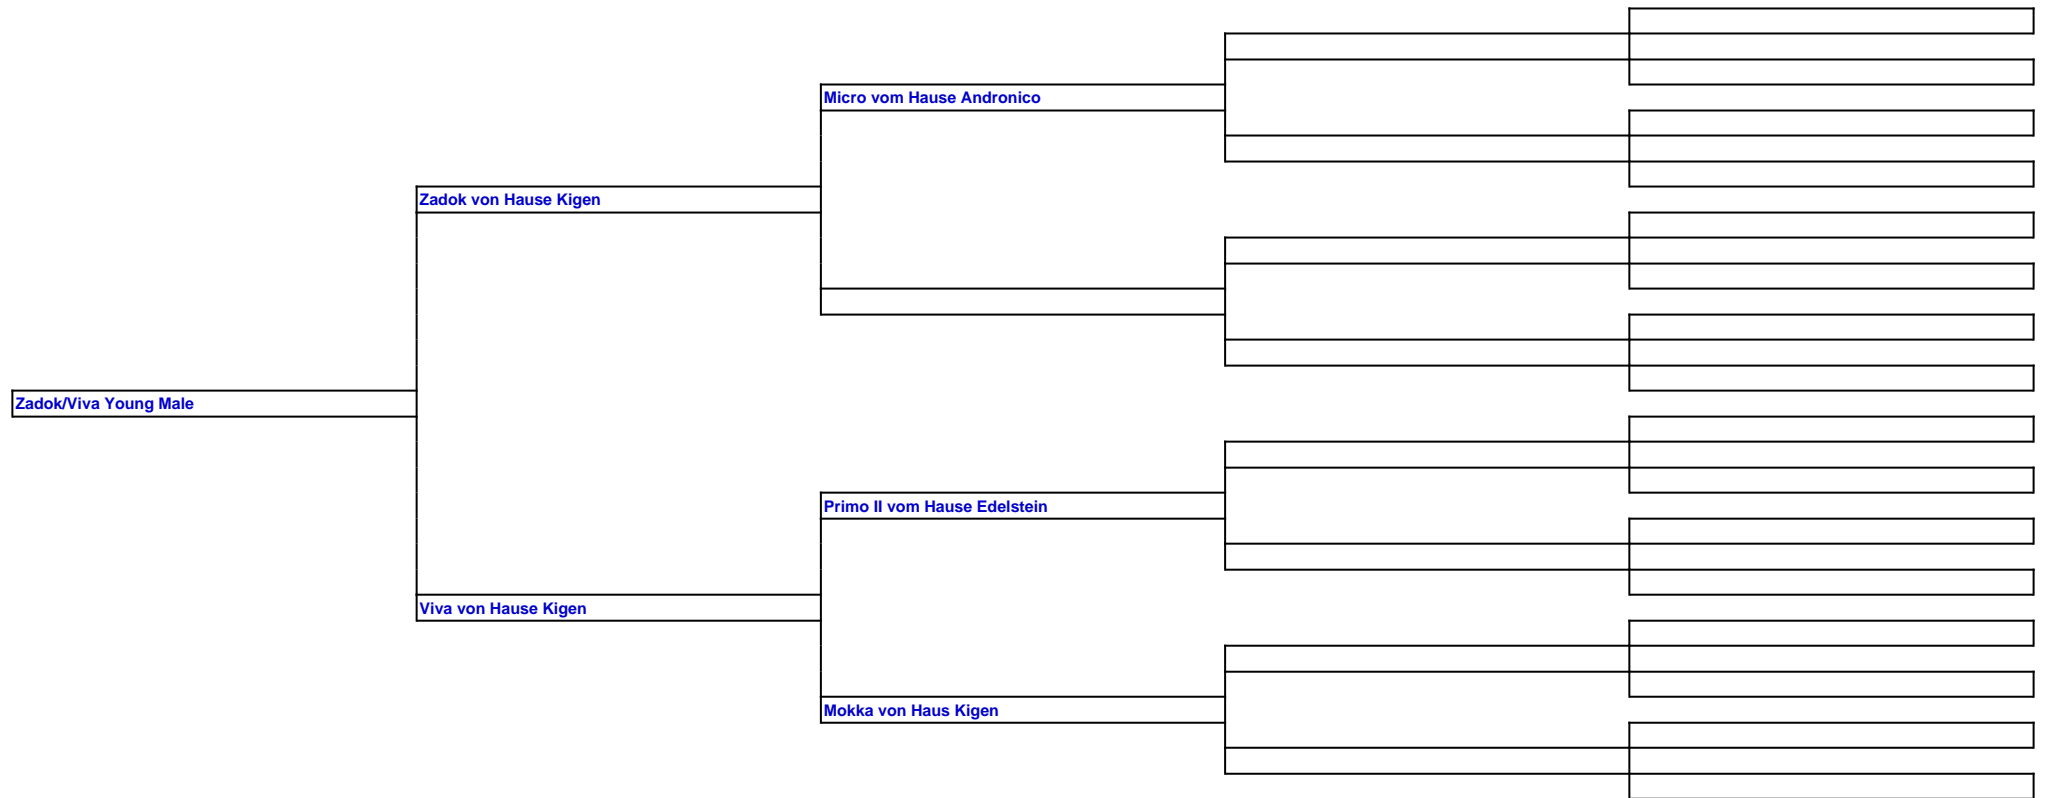 Micro vom Hause Andronico
Zadok von Hause Kigen
Zadok/Viva Young Male
Primo II vom Hause Edelstein
Viva von Hause Kigen
Mokka von Haus Kigen